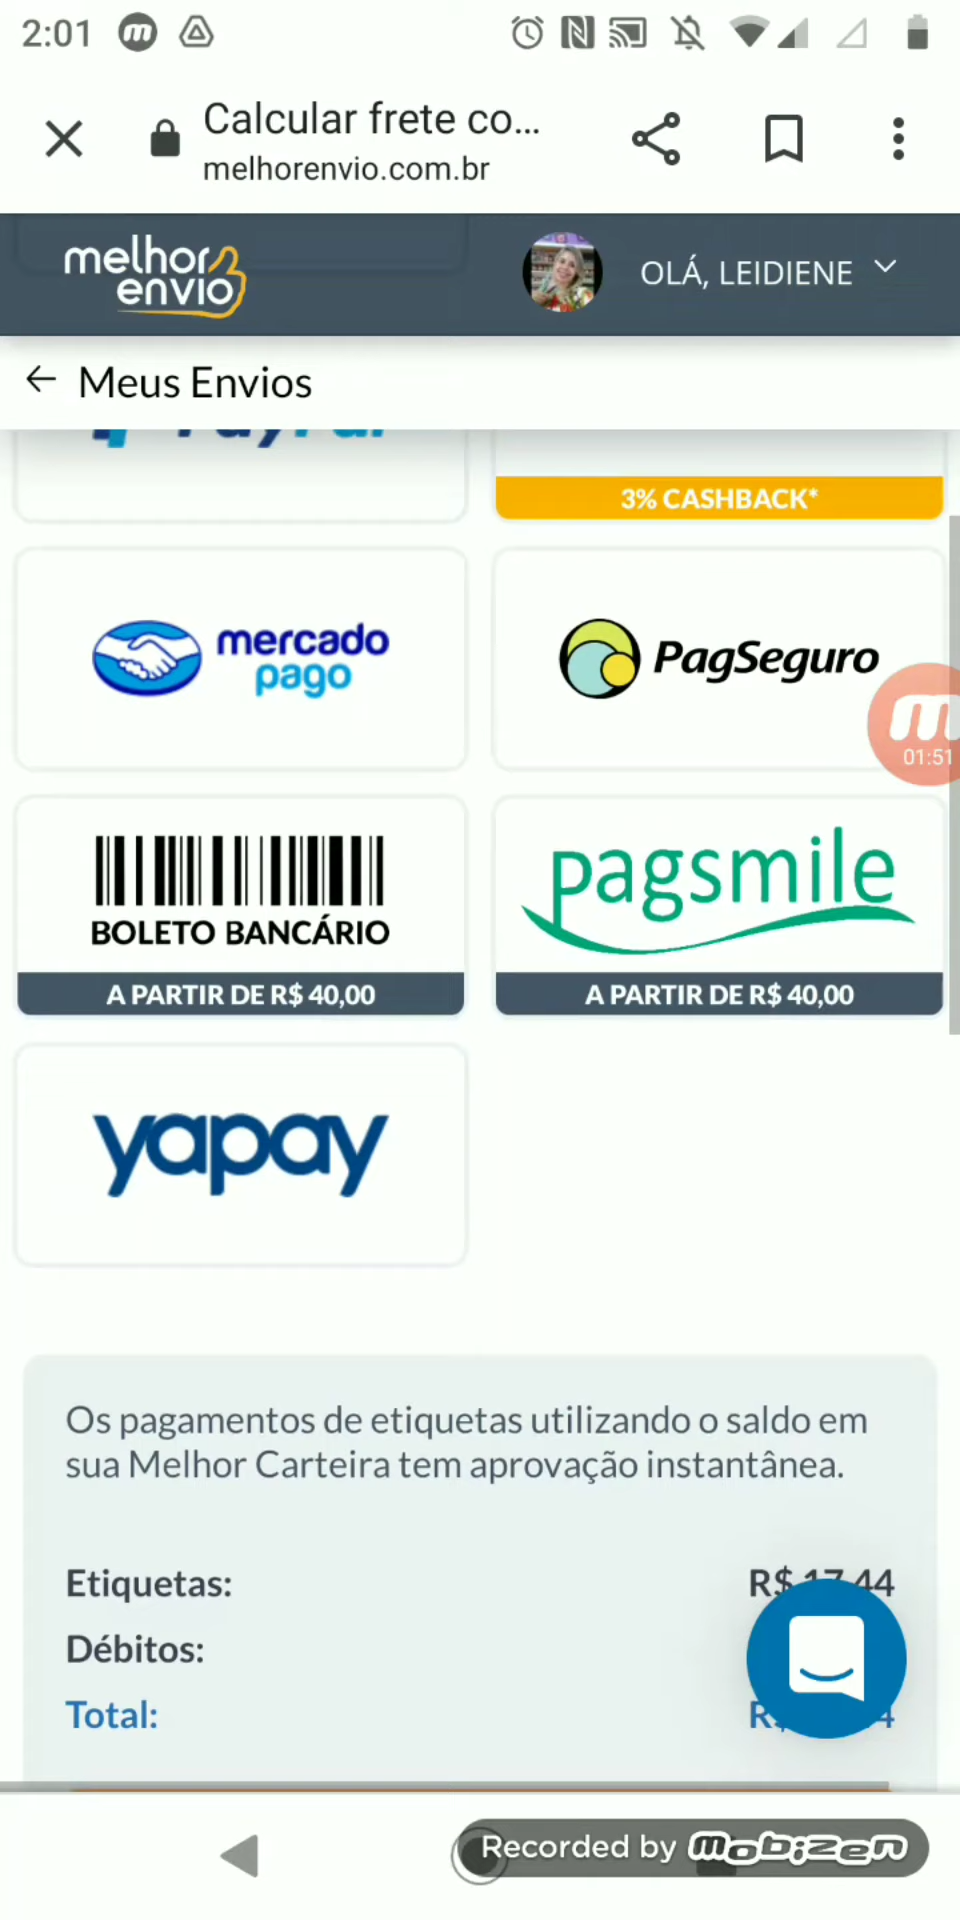 2:01
Calcular frete co...
melhorenvio.com.br
melhor
envio
OLÁ, LEIDIENE
Meus Envios
PayPal
3% CASHBACK*
mercado
pago
PagSeguro
01:51
BOLETO BANCÁRIO
pagsmile
A PARTIR DE R$ 40,00
A PARTIR DE R$ 40,00
yapay
Os pagamentos de etiquetas utilizando o saldo em
sua Melhor Carteira tem aprovação instantânea.
Etiquetas:
R$ 17,44
Débitos:
Total:
Recorded by mobizen